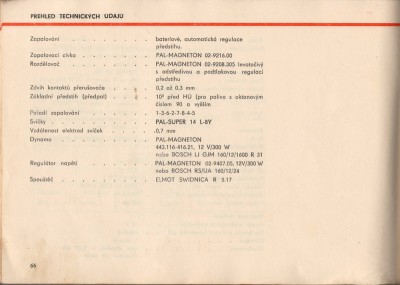 PŘEHLED TECHNICKÝCH ÚDAJŮ
Zapalování . . . . . . . . bateriové, automatická regulace
předstihu.
Zapalovací cívka . . . . . . . PAL-MAGNETON 02-9216.00
Rozdělovač . . . . . . . . PAL-MAGNETON 02-9208.305 levotočivý
s odstředivou a podtlakovou regulací
předstihu
Zdvih kontaktů přerušovače . . . . 0,2 až 0,3 mm
Základní předstih (předpal) . . . . 10° před HÚ (pro paliva s oktanovým
číslem 90 a vyšším
Pořadí zapalování . . . . . . 1-3-6-2-7-8-4-5
Svíčky . . . . . . . . . PAL-SUPER 14 L-8Y
Vzdálenost elektrod svíček . . . . 0,7 mm
Dynamo . . . . . . . . . PAL-MAGNETON
443.116-416.21, 12 V/300 W
nebo BOSCH LJ GJM 160/12/1600 R 31
Regulátor napětí . . . . . . . PAL-MAGNETON 02-9407.05, 12V/300 W
nebo BOSCH RS/UA 160/12/24
Spouštěč . . . . . . . . ELMOT SWIDNICA R 5.17
66